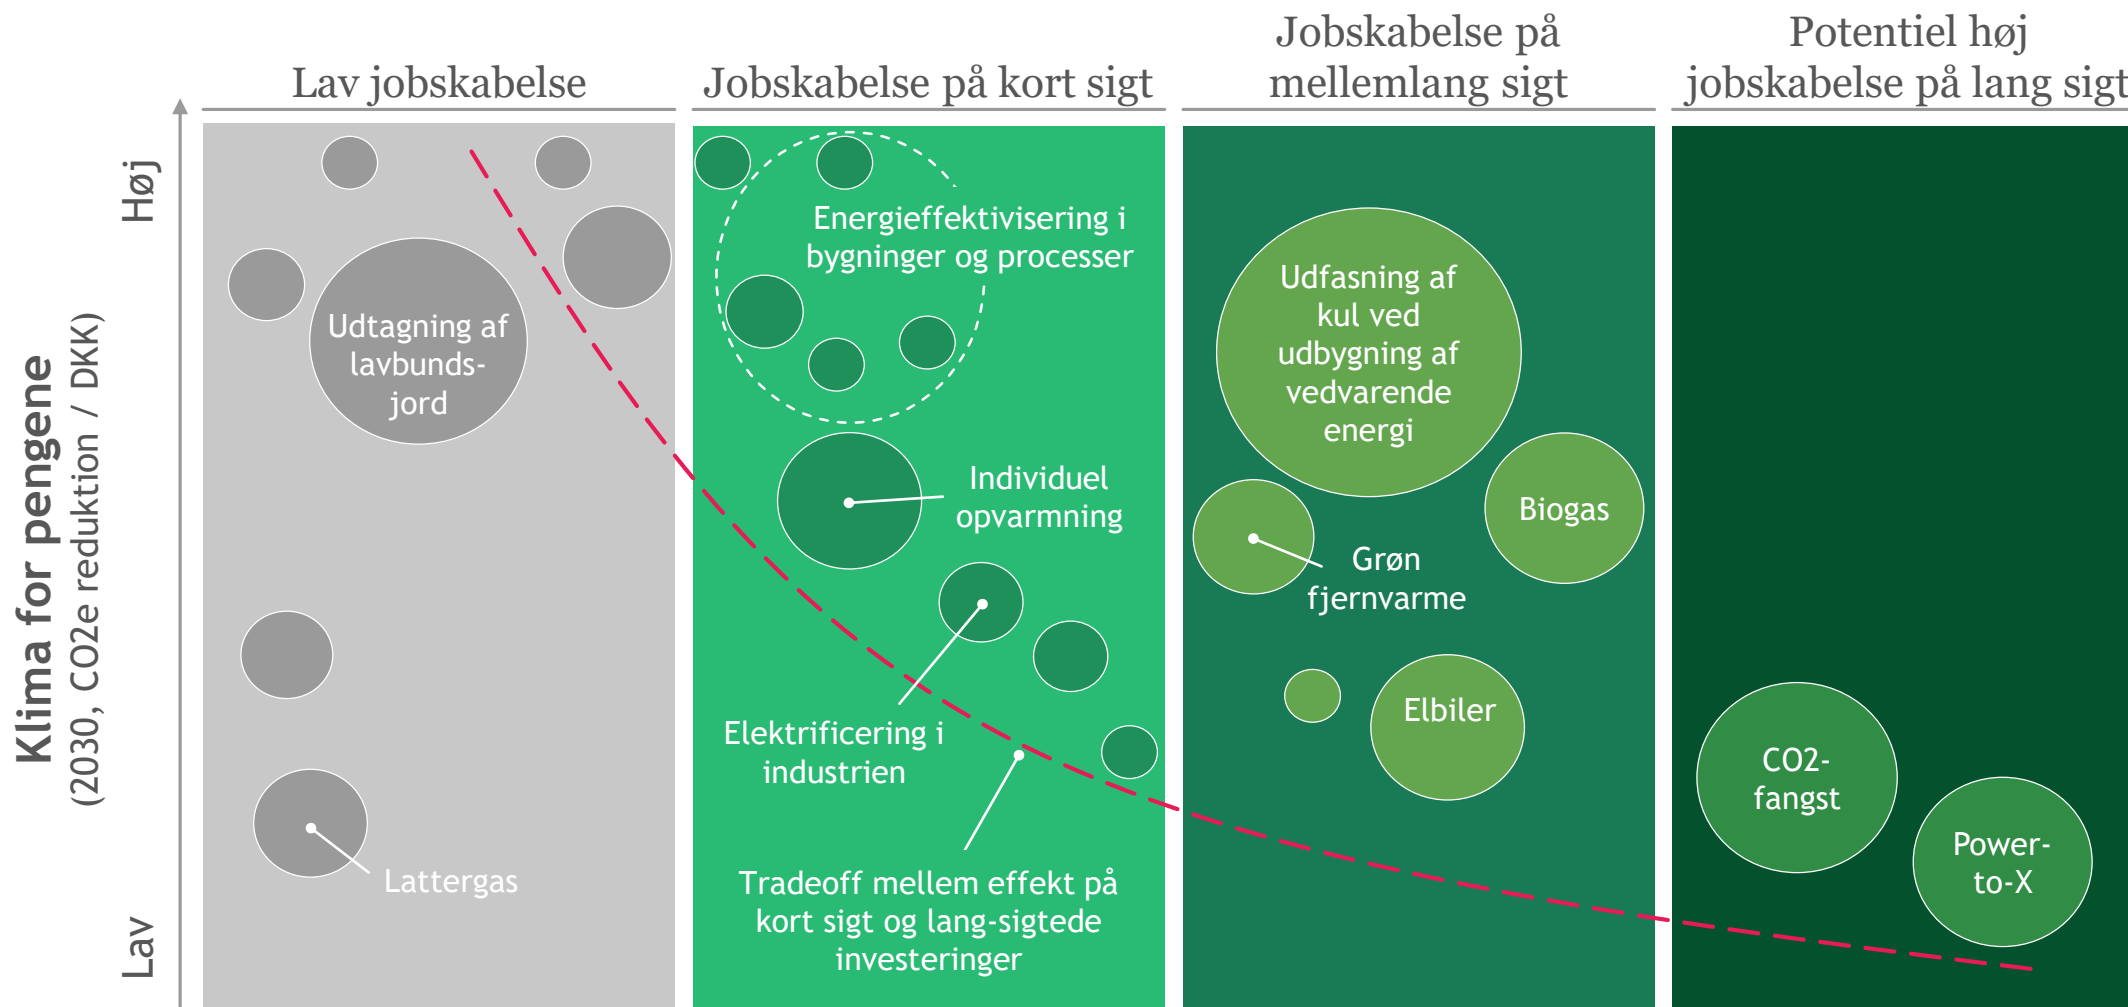 Lav jobskabelse
Jobskabelse på kort sigt
Jobskabelse på
mellemlang sigt
Potentiel høj
jobskabelse på lang sigt
Høj
Klima for pengene
(2030, CO2e reduktion / DKK)
Lav
Udtagning af
lavbunds-
jord
Lattergas
Energieffektivisering i
bygninger og processer
Individuel
opvarmning
Elektrificering i
industrien
Tradeoff mellem effekt på
kort sigt og lang-sigtede
investeringer
Udfasning af
kul ved
udbygning af
vedvarende
energi
Biogas
Grøn
fjernvarme
Elbiler
CO2-
fangst
Power-
to-X